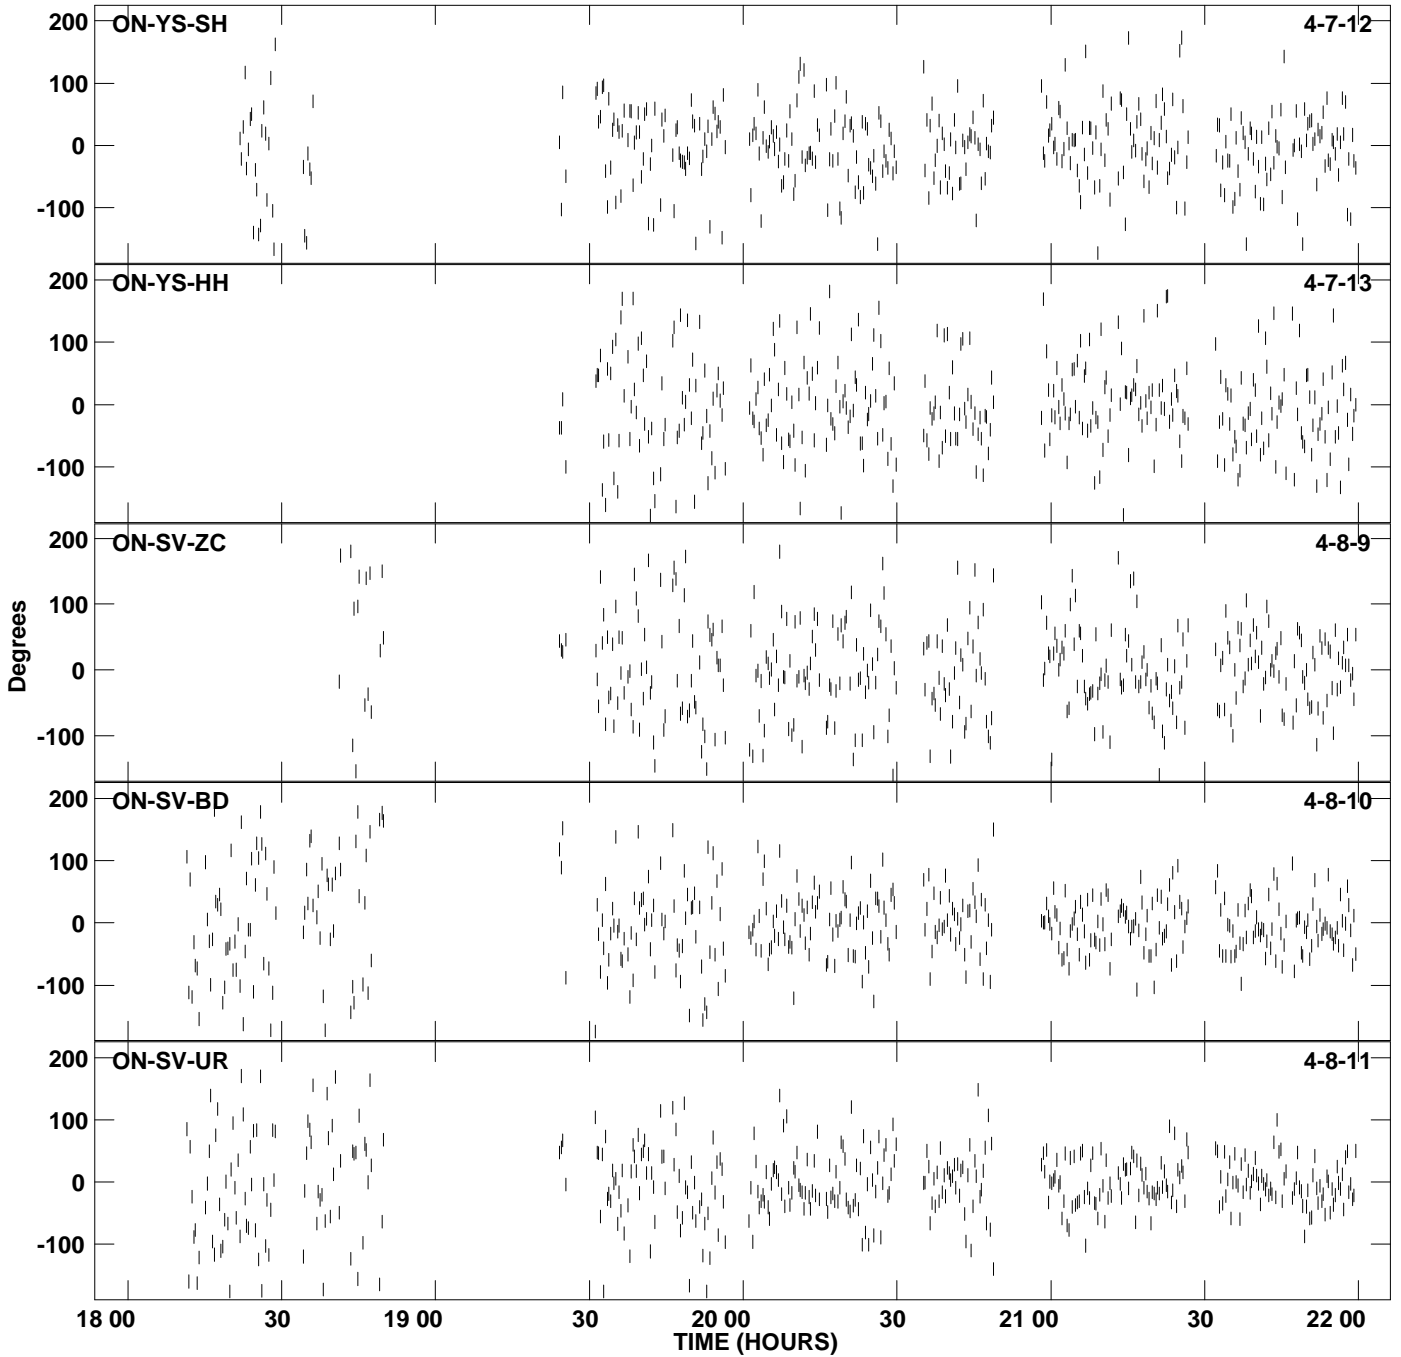 200 ON-YS-SH 4-7-12
100
0
-100
200 ON-YS-HH 4-7-13
100
0
-100
200 ON-SV-ZC 4-8-9
100
0
-100
Degrees
200 ON-SV-BD 4-8-10
100
0
-100
200 ON-SV-UR 4-8-11
100
0
-100
18 00 30 19 00 30 20 00 30 21 00 30 22 00
TIME (HOURS)